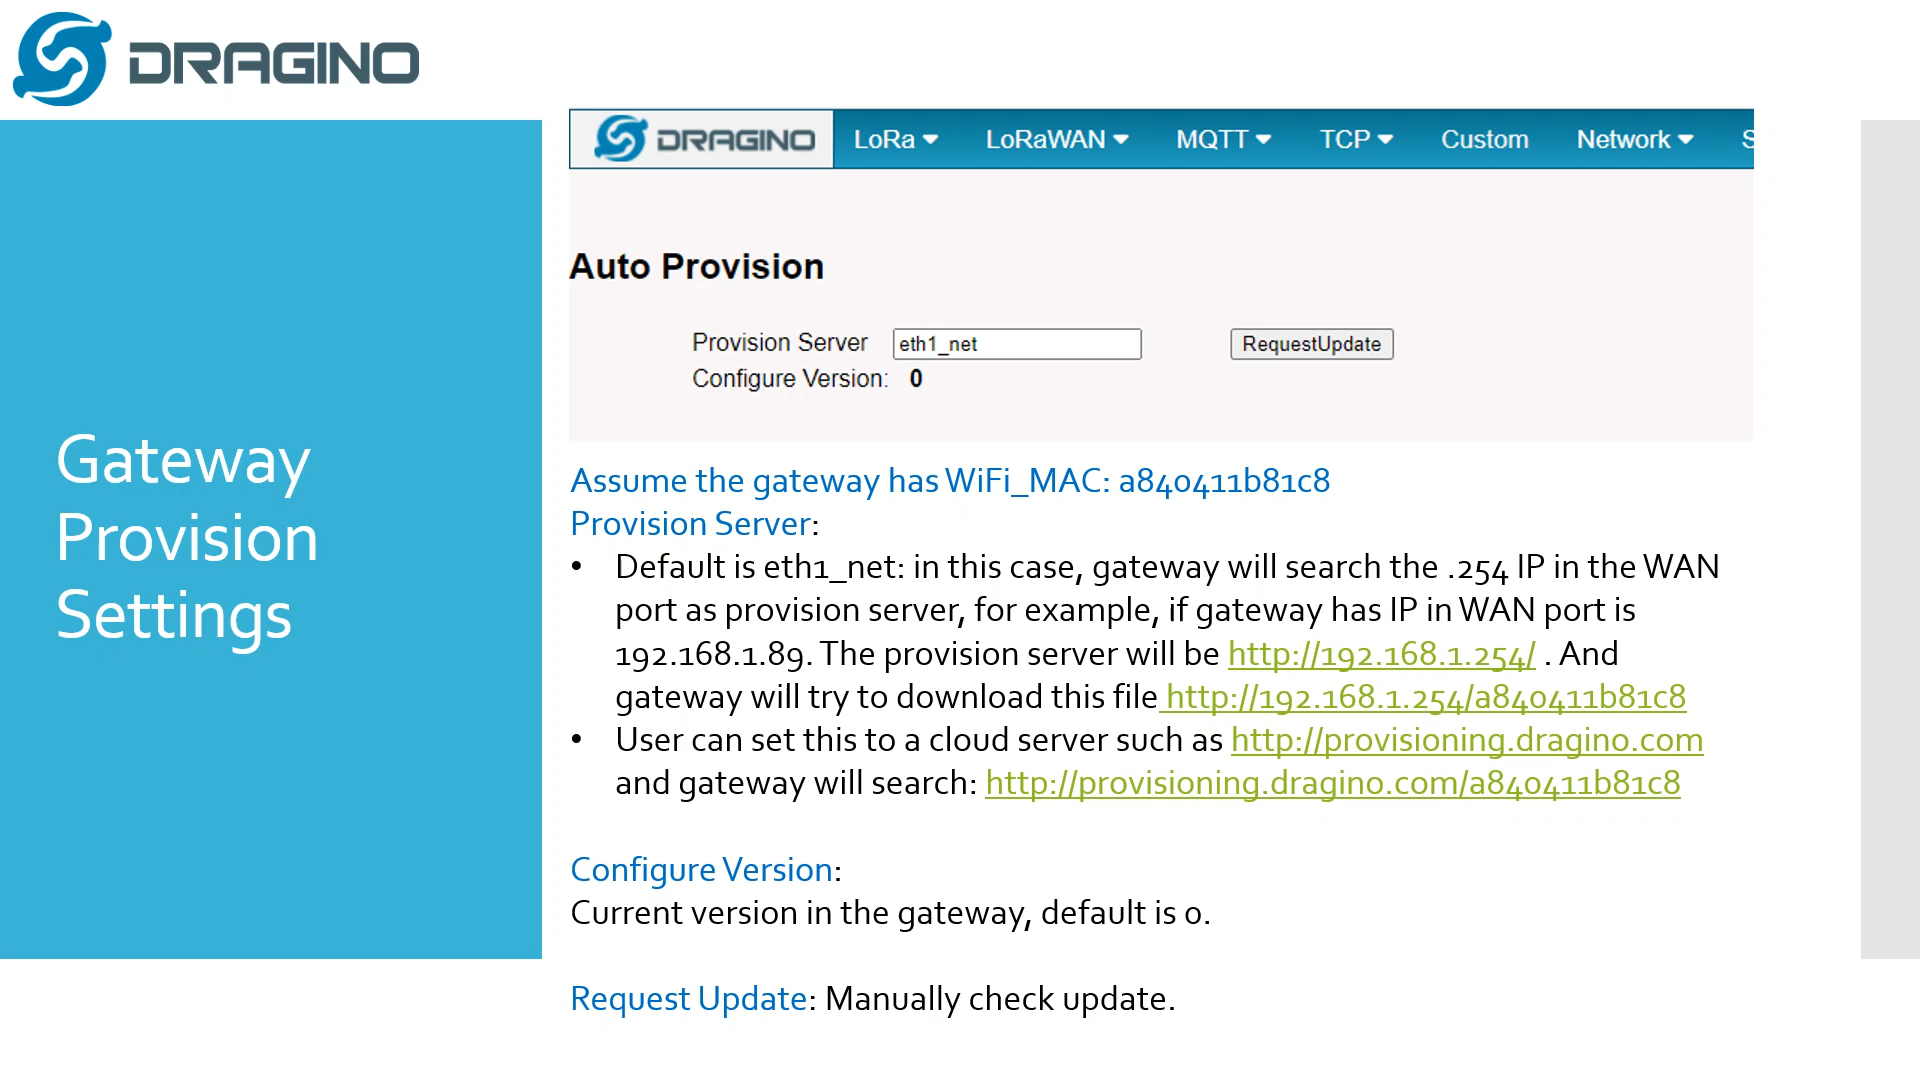 DRAGINO
DRAGINO LoRa LoRaWAN MQTT TCP Custom Network S
Auto Provision
Provision Server eth1_net RequestUpdate
Configure Version: 0
Gateway
Provision
Settings
Assume the gateway has WiFi_MAC: a840411b81c8
Provision Server:
• Default is eth1_net: in this case, gateway will search the .254 IP in the WAN
port as provision server, for example, if gateway has IP in WAN port is
192.168.1.89. The provision server will be http://192.168.1.254/ . And
gateway will try to download this file http://192.168.1.254/a840411b81c8
• User can set this to a cloud server such as http://provisioning.dragino.com
and gateway will search: http://provisioning.dragino.com/a840411b81c8
Configure Version:
Current version in the gateway, default is 0.
Request Update: Manually check update.